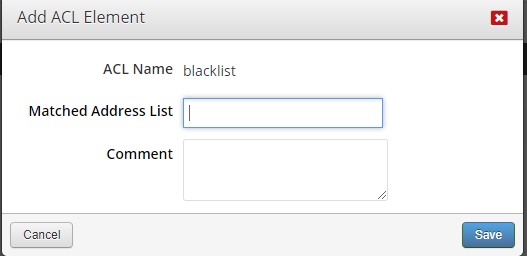 Add ACL Element
ACL Name blacklist
Matched Address List
Comment
Cancel Save